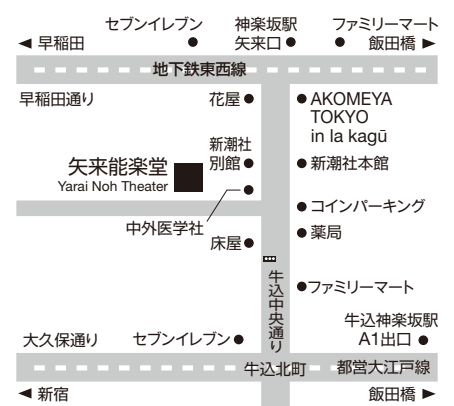 セブンイレブン
神楽坂駅
矢来口
ファミリーマート
早稲田
飯田橋
地下鉄東西線
早稲田通り
花屋
AKOMEYA
TOKYO
in la kagū
新潮社
別館
新潮社本館
矢来能楽堂
Yarai Noh Theater
コインパーキング
中外医学社
薬局
床屋
牛込中央通り
ファミリーマート
牛込神楽坂駅
A1出口
大久保通り
セブンイレブン
牛込北町
都営大江戸線
新宿
飯田橋